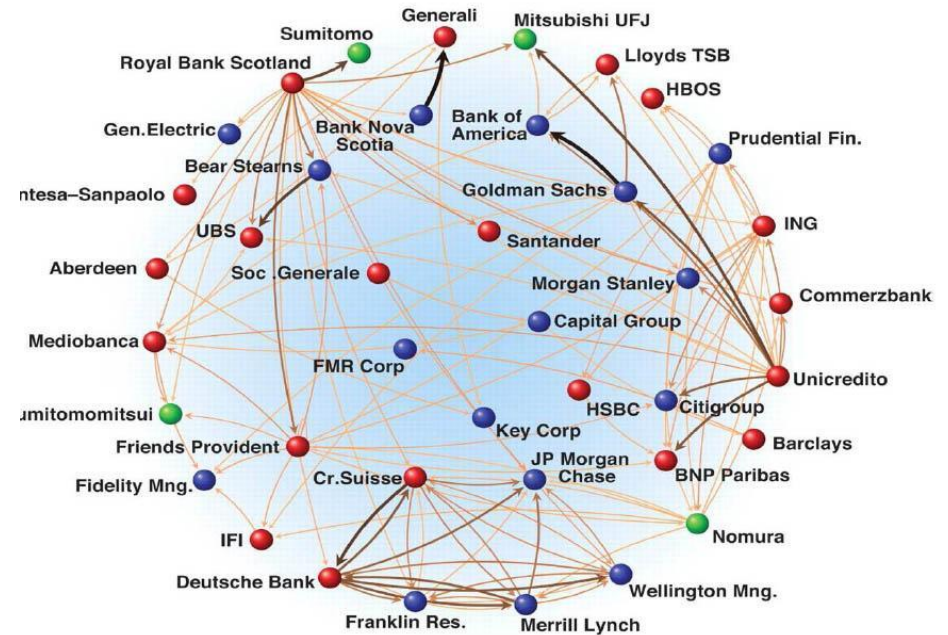 Generali
Mitsubishi UFJ
Sumitomo
Lloyds TSB
Royal Bank Scotland
HBOS
Gen.Electric
Bank Nova
Scotia
Bank of
America
Prudential Fin.
Bear Stearns
Goldman Sachs
ntesa–Sanpaolo
UBS
Santander
ING
Aberdeen
Soc .Generale
Morgan Stanley
Commerzbank
Mediobanca
Capital Group
FMR Corp
Unicredito
umitomomitsui
HSBC
Citigroup
Key Corp
Friends Provident
Barclays
Fidelity Mng.
Cr.Suisse
JP Morgan
Chase
BNP Paribas
IFI
Nomura
Deutsche Bank
Wellington Mng.
Franklin Res.
Merrill Lynch